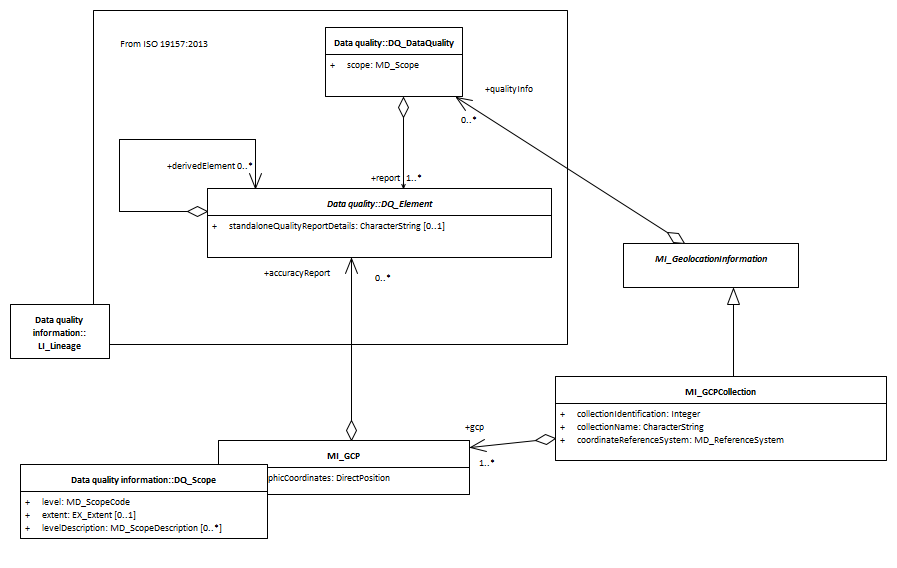 From ISO 19157:2013
Data quality::DQ_DataQuality
+ scope: MD_Scope
+qualityInfo
0..*
+derivedElement 0..*
+report 1..*
Data quality::DQ_Element
+ standaloneQualityReportDetails: CharacterString [0..1]
+accuracyReport
0..*
MI_GeolocationInformation
Data quality
information::
LI_Lineage
MI_GCPCollection
+ collectionIdentification: Integer
+ collectionName: CharacterString
+ coordinateReferenceSystem: MD_ReferenceSystem
+gcp
1..*
MI_GCP
phicCoordinates: DirectPosition
Data quality information::DQ_Scope
+ level: MD_ScopeCode
+ extent: EX_Extent [0..1]
+ levelDescription: MD_ScopeDescription [0..*]